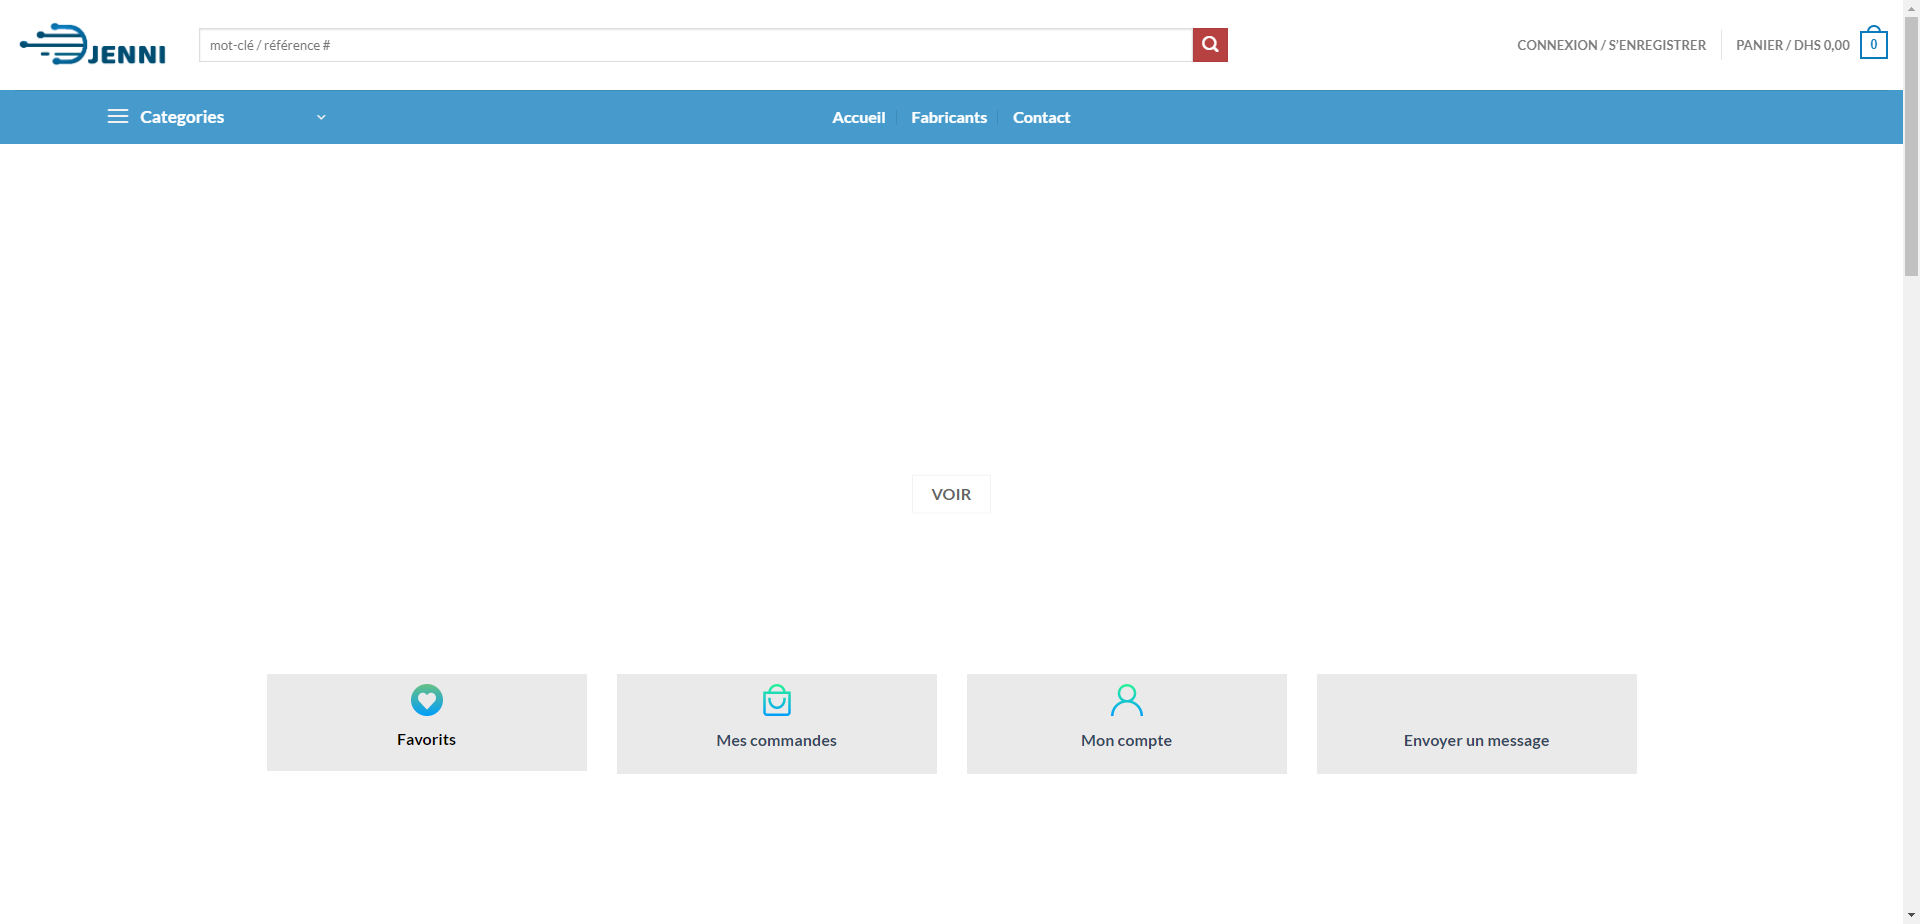 JENNI
mot-clé / référence #
CONNEXION / S'ENREGISTRER
PANIER / DHS 0,00
0
Categories
Accueil
Fabricants
Contact
VOIR
Favorits
Mes commandes
Mon compte
Envoyer un message